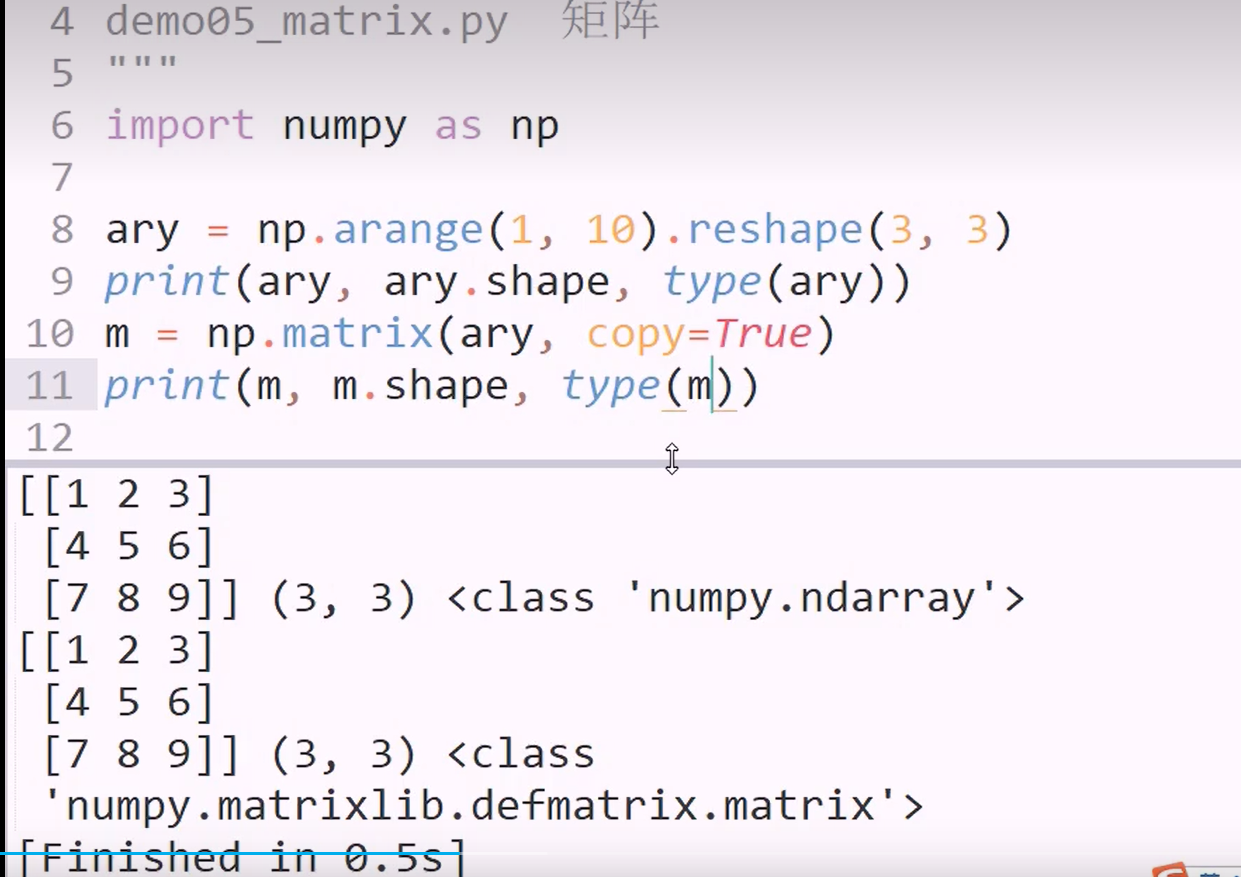 4 demo05_matrix.py 矩阵
5 """
6 import numpy as np
7
8 ary = np.arange(1, 10).reshape(3, 3)
9 print(ary, ary.shape, type(ary))
10 m = np.matrix(ary, copy=True)
11 print(m, m.shape, type(m))
12
[[1 2 3]
[4 5 6]
[7 8 9]] (3, 3) <class 'numpy.ndarray'>
[[1 2 3]
[4 5 6]
[7 8 9]] (3, 3) <class
'numpy.matrixlib.defmatrix.matrix'>
[Finished in 0.5s]